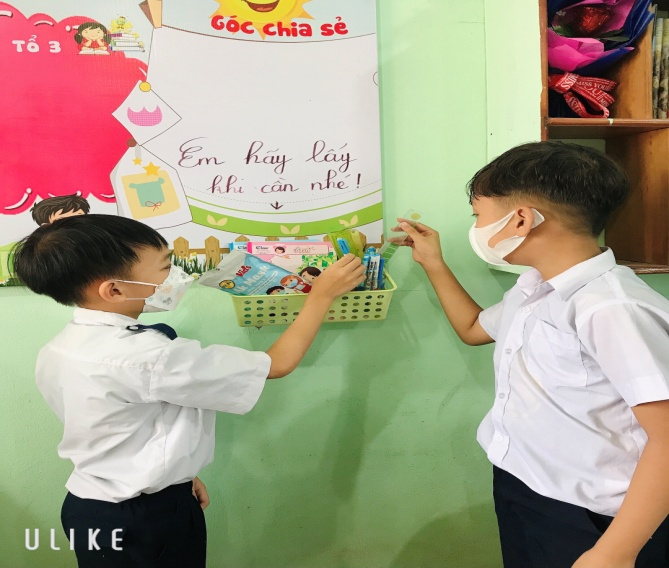 TỔ 3
Góc chia sẻ
Em hãy lấy
khi cần nhé!
ULIKE